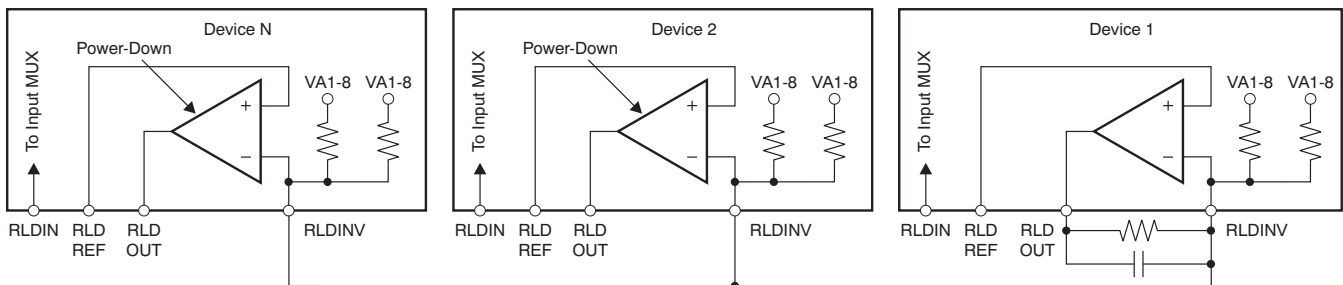 Device N
Power-Down
To Input MUX
VA1-8 VA1-8
+
−
RLDIN RLD REF RLD OUT RLDINV
Device 2
Power-Down
To Input MUX
VA1-8 VA1-8
+
−
RLDIN RLD REF RLD OUT RLDINV
Device 1
To Input MUX
VA1-8 VA1-8
+
−
RLDIN RLD REF RLD OUT RLDINV